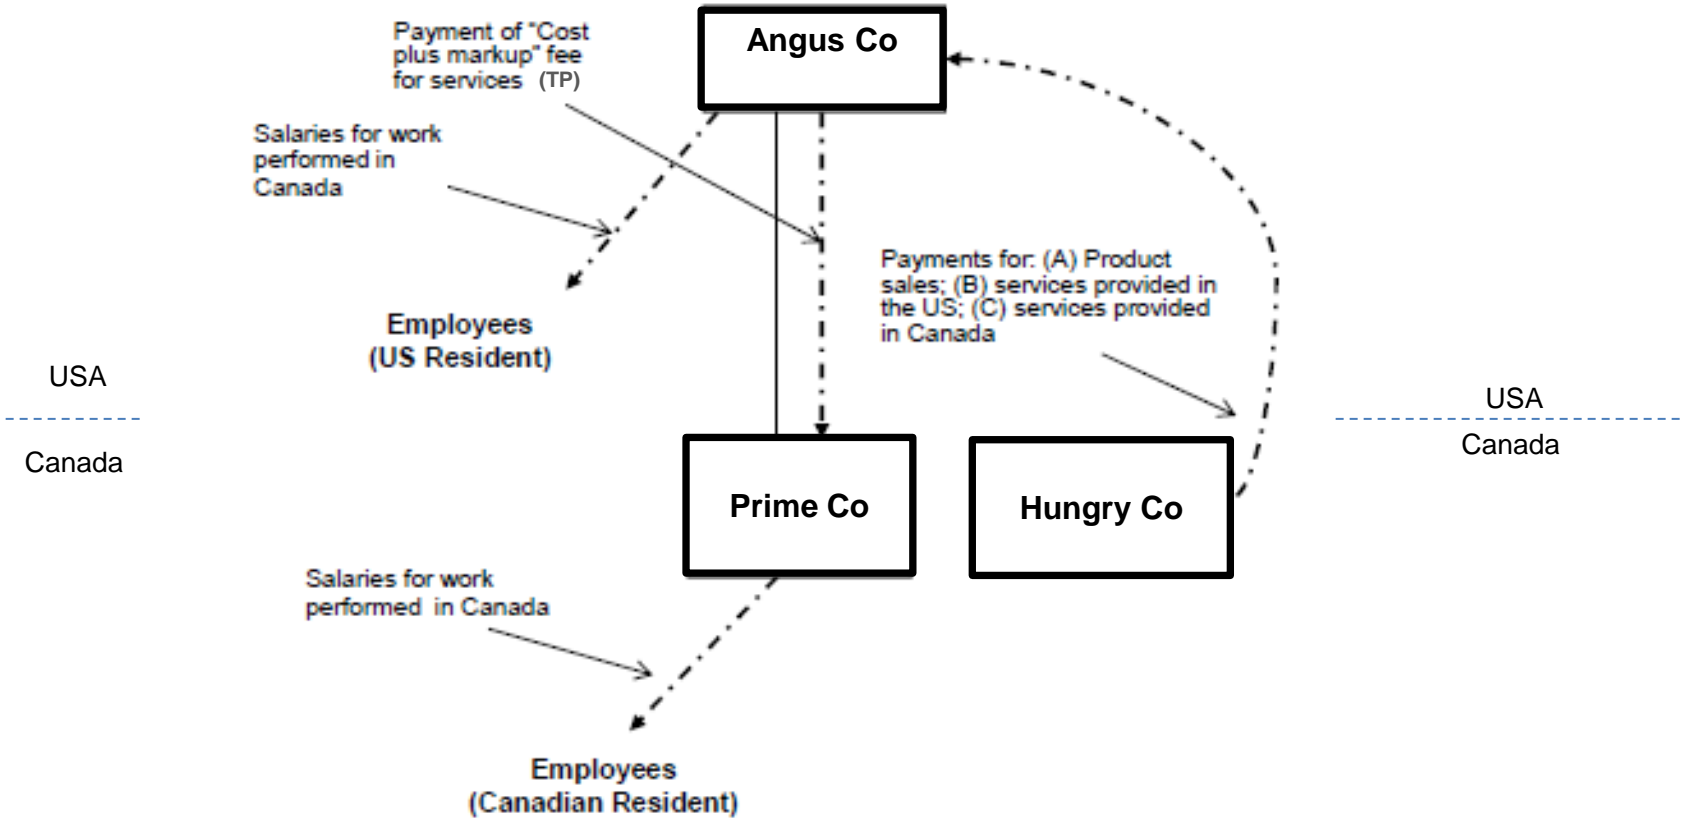 Payment of "Cost
plus markup" fee
for services (TP)
Angus Co
Salaries for work
performed in
Canada
Payments for: (A) Product
sales; (B) services provided in
the US; (C) services provided
in Canada
Employees
(US Resident)
USA
Canada
USA
Canada
Prime Co
Hungry Co
Salaries for work
performed in Canada
Employees
(Canadian Resident)